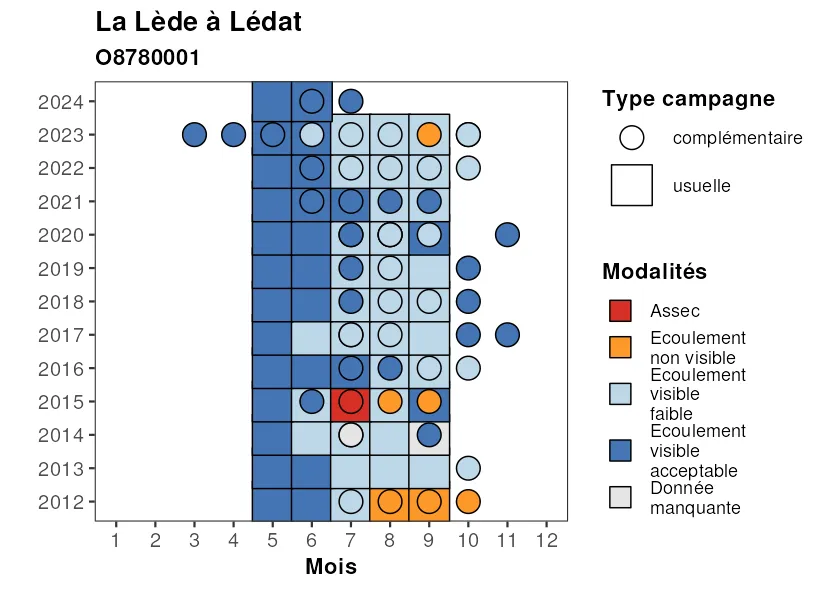 La Lède à Lédat
O8780001
2024
2023
2022
2021
2020
2019
2018
2017
2016
2015
2014
2013
2012
1 2 3 4 5 6 7 8 9 10 11 12
Mois
Type campagne
complémentaire
usuelle
Modalités
Assec
Ecoulement
non visible
Ecoulement
visible
faible
Ecoulement
visible
acceptable
Donnée
manquante